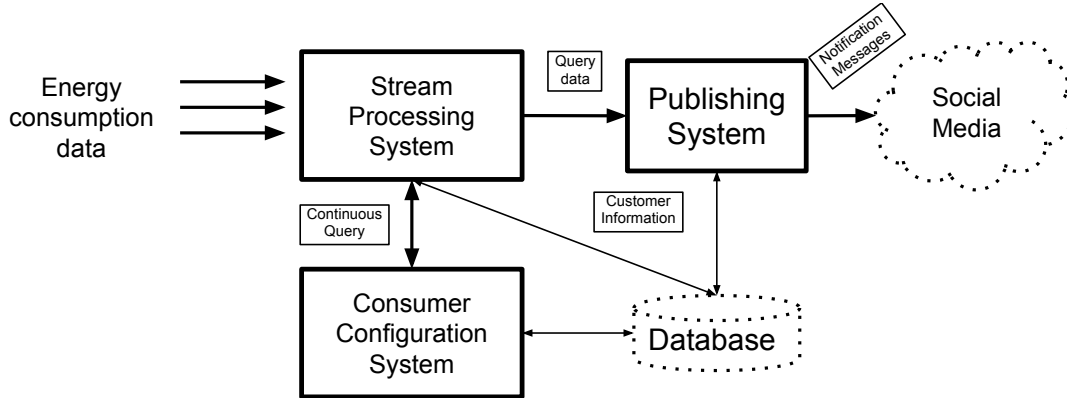 Energy
consumption
data
Stream
Processing
System
Query
data
Publishing
System
Notification
Messages
Social
Media
Continuous
Query
Customer
Information
Consumer
Configuration
System
Database